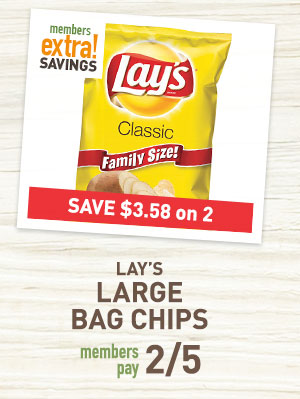 members
extra!
SAVINGS
Lay's
Classic
Family Size!
SAVE $3.58 on 2
LAY'S
LARGE
BAG CHIPS
members
pay 2/5